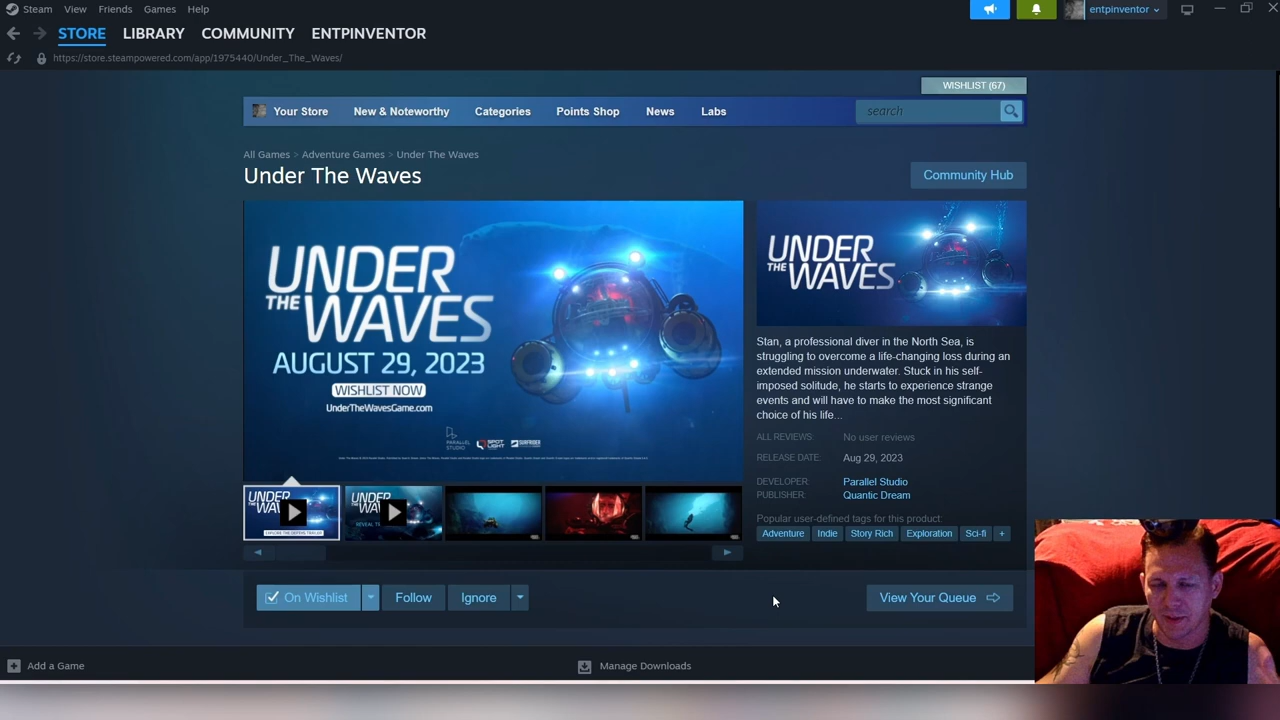 Steam View Friends Games Help
entpinventor
STORE LIBRARY COMMUNITY ENTPINVENTOR
https://store.steampowered.com/app/1975440/Under_The_Waves/
WISHLIST (67)
Your Store New & Noteworthy Categories Points Shop News Labs
search
All Games > Adventure Games > Under The Waves
Under The Waves
Community Hub
UNDER
THE WAVES
AUGUST 29, 2023
WISHLIST NOW
UnderTheWavesGame.com
PARALLEL
STUDIO
SPOT
LIGHT
SURFRIDER
UNDER
THE WAVES
Stan, a professional diver in the North Sea, is
struggling to overcome a life-changing loss during an
extended mission underwater. Stuck in his self-
imposed solitude, he starts to experience strange
events and will have to make the most significant
choice of his life...
ALL REVIEWS: No user reviews
RELEASE DATE: Aug 29, 2023
DEVELOPER: Parallel Studio
PUBLISHER: Quantic Dream
Popular user-defined tags for this product:
Adventure Indie Story Rich Exploration Sci-fi +
On Wishlist Follow Ignore
View Your Queue
Add a Game
Manage Downloads